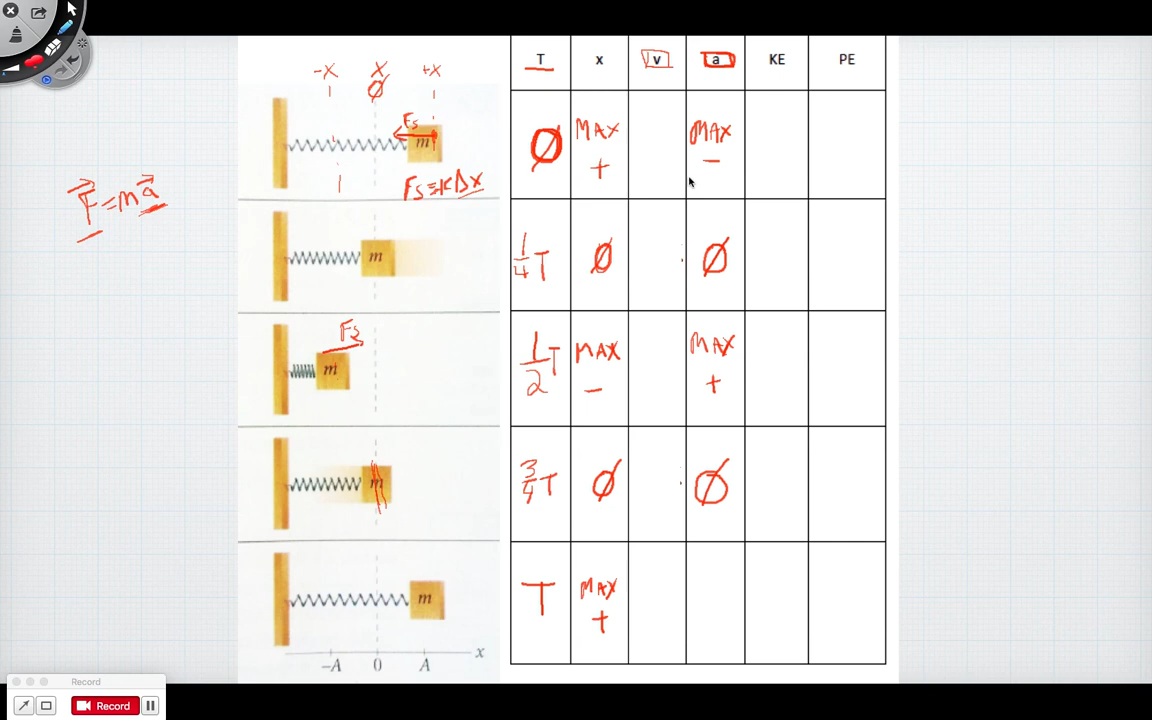 T x v a KE PE
-X X +X
Ø
Fs
m
Fs=KΔx
F=ma
Ø MAX + MAX -
m
1/4 T Ø Ø
Fs
m
1/2 T MAX - MAX +
m
3/4 T Ø Ø
m
T MAX +
-A 0 A x
Record
Record